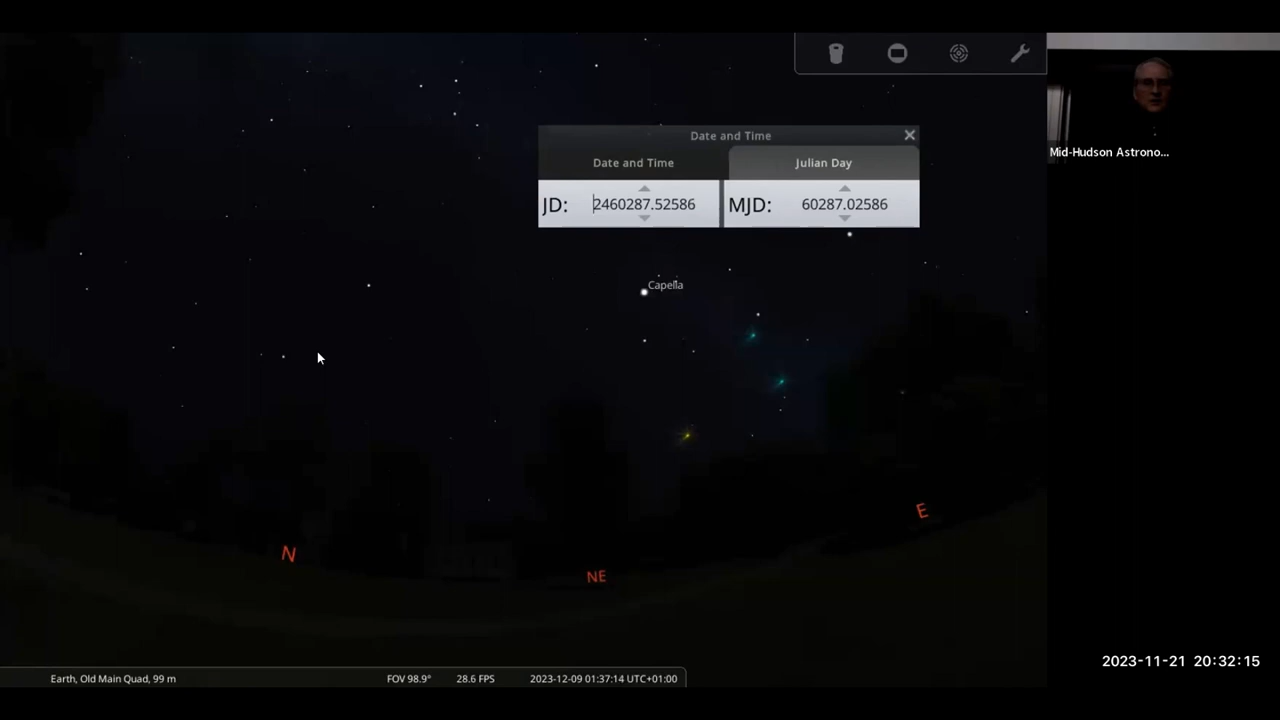 Date and Time
Date and Time
Julian Day
JD: 2460287.52586
MJD: 60287.02586
Mid-Hudson Astrono...
Capella
E
N
NE
2023-11-21 20:32:15
Earth, Old Main Quad, 99 m
FOV 98.9°
28.6 FPS
2023-12-09 01:37:14 UTC+01:00